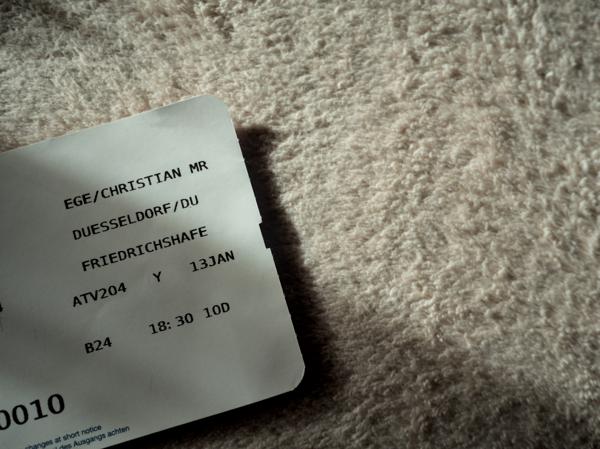 EGE/CHRISTIAN MR
DUESSELDORF/DU
FRIEDRICHSHAFE
ATV204 Y 13JAN
B24 18:30 10D
0010
changes at short notice
des Ausgangs achten